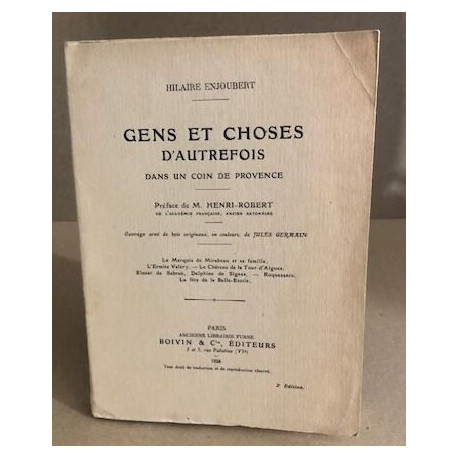 HILAIRE ENJOUBERT
GENS ET CHOSES
D'AUTREFOIS
DANS UN COIN DE PROVENCE
Préface de M. HENRI-ROBERT
DE L'ACADÉMIE FRANÇAISE, ANCIEN BATONNIER
Ouvrage orné de bois originaux, en couleurs, de JULES GERMAIN
Le Marquis de Mirabeau et sa famille.
L'Ermite Valéry. — Le Château de la Tour d'Aigues.
Elzéar de Sabran, Delphine de Signes. — Roquessaro.
La fête de la Belle-Etoile.
PARIS
ANCIENNE LIBRAIRIE FURNE
BOIVIN & Cie, ÉDITEURS
3 et 5, rue Palatine (VIe)
Tous droits de traduction et de reproduction réservés.
2e Edition.